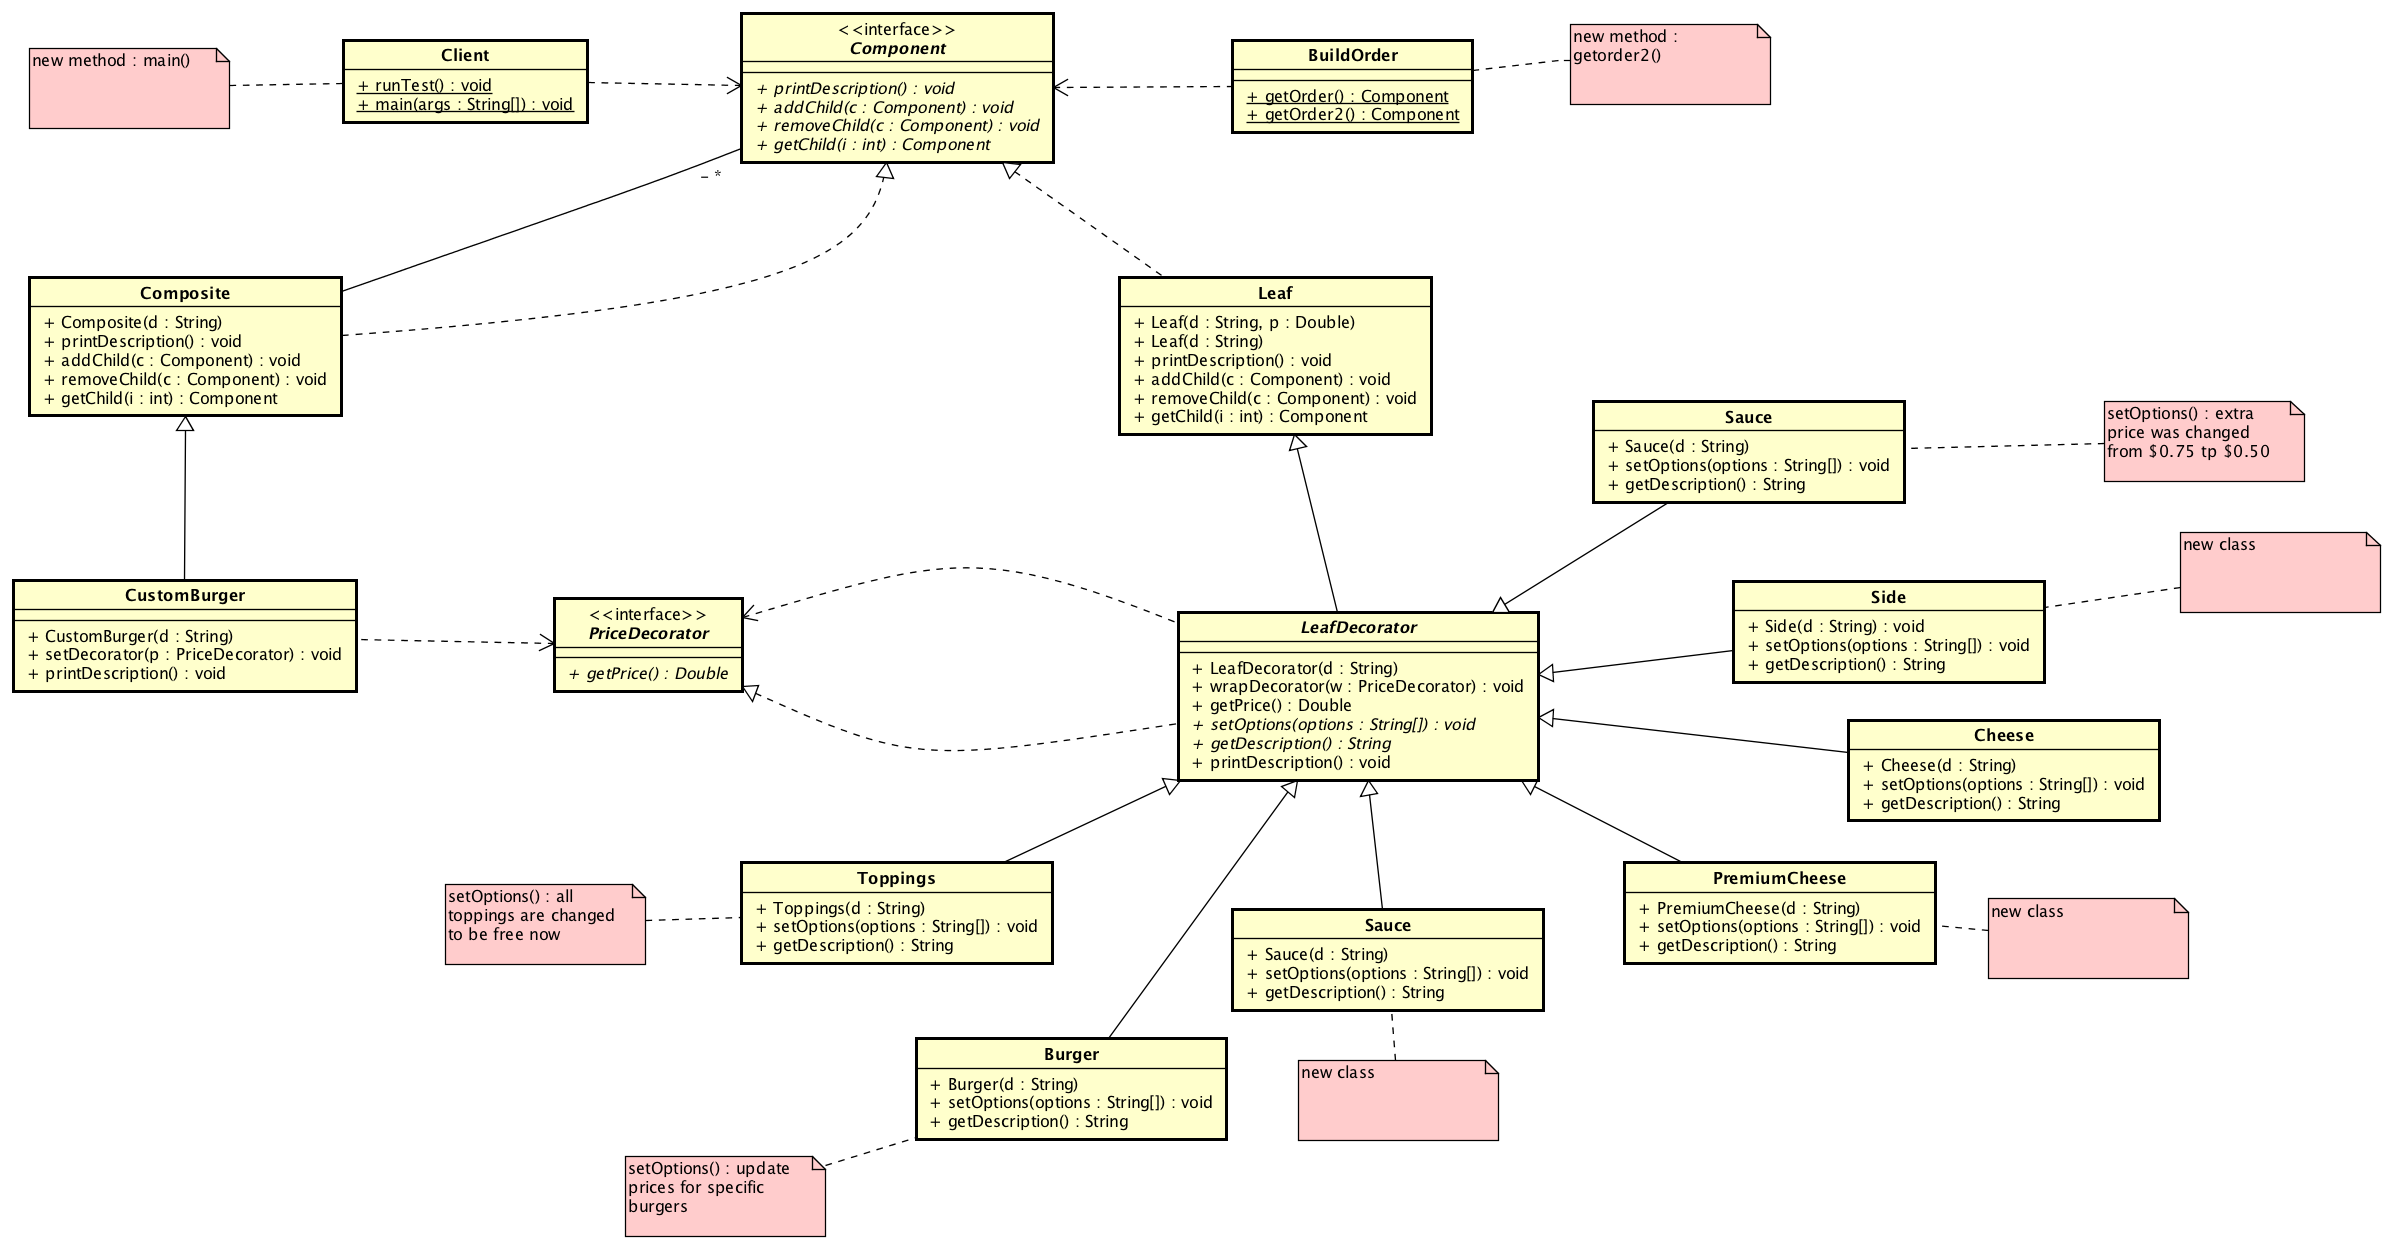 new method : main()
Client
+ runTest() : void
+ main(args : String[]) : void
<<interface>>
Component
+ printDescription() : void
+ addChild(c : Component) : void
+ removeChild(c : Component) : void
+ getChild(i : int) : Component
BuildOrder
+ getOrder() : Component
+ getOrder2() : Component
new method :
getorder2()
– *
Composite
+ Composite(d : String)
+ printDescription() : void
+ addChild(c : Component) : void
+ removeChild(c : Component) : void
+ getChild(i : int) : Component
Leaf
+ Leaf(d : String, p : Double)
+ Leaf(d : String)
+ printDescription() : void
+ addChild(c : Component) : void
+ removeChild(c : Component) : void
+ getChild(i : int) : Component
Sauce
+ Sauce(d : String)
+ setOptions(options : String[]) : void
+ getDescription() : String
setOptions() : extra
price was changed
from $0.75 tp $0.50
new class
CustomBurger
+ CustomBurger(d : String)
+ setDecorator(p : PriceDecorator) : void
+ printDescription() : void
<<interface>>
PriceDecorator
+ getPrice() : Double
LeafDecorator
+ LeafDecorator(d : String)
+ wrapDecorator(w : PriceDecorator) : void
+ getPrice() : Double
+ setOptions(options : String[]) : void
+ getDescription() : String
+ printDescription() : void
Side
+ Side(d : String) : void
+ setOptions(options : String[]) : void
+ getDescription() : String
Cheese
+ Cheese(d : String)
+ setOptions(options : String[]) : void
+ getDescription() : String
setOptions() : all
toppings are changed
to be free now
Toppings
+ Toppings(d : String)
+ setOptions(options : String[]) : void
+ getDescription() : String
Sauce
+ Sauce(d : String)
+ setOptions(options : String[]) : void
+ getDescription() : String
PremiumCheese
+ PremiumCheese(d : String)
+ setOptions(options : String[]) : void
+ getDescription() : String
new class
Burger
+ Burger(d : String)
+ setOptions(options : String[]) : void
+ getDescription() : String
new class
setOptions() : update
prices for specific
burgers